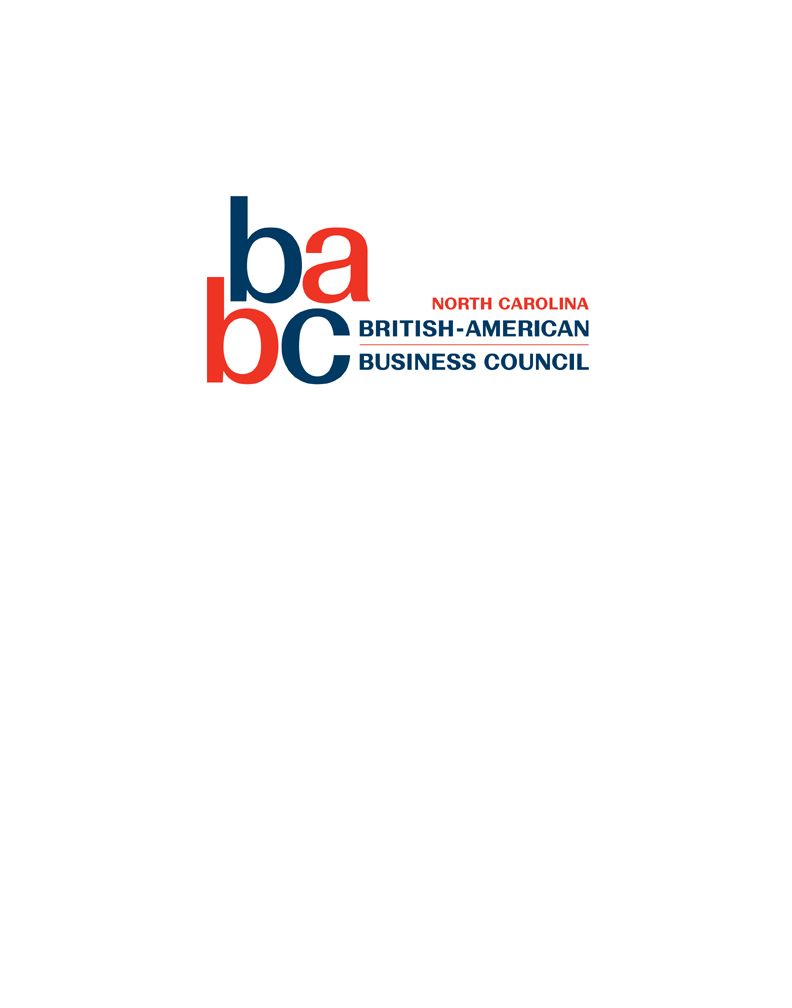 ba
bc
NORTH CAROLINA
BRITISH-AMERICAN
BUSINESS COUNCIL